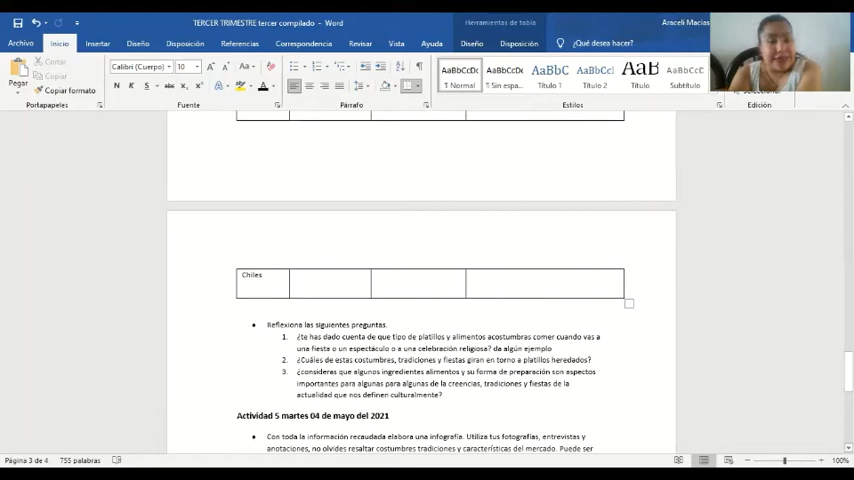 TERCER TRIMESTRE tercer compilado - Word
Herramientas de tabla
Araceli Macias
Archivo Inicio Insertar Diseño Disposición Referencias Correspondencia Revisar Vista Ayuda Diseño Disposición ¿Qué desea hacer?
Calibri (Cuerpo) 10
Cortar
Copiar
Pegar
Copiar formato
N K S abc
AaBbCcDc AaBbCcDc AaBbC AaBbCcI AaB AaBbCcD
¶ Normal ¶ Sin espa... Título 1 Título 2 Título Subtítulo
Portapapeles Fuente Párrafo Estilos Edición
Chiles
Reflexiona las siguientes preguntas.
1. ¿te has dado cuenta de que tipo de platillos y alimentos acostumbras comer cuando vas a
una fiesta o un espectáculo o a una celebración religiosa? da algún ejemplo
2. ¿Cuáles de estas costumbres, tradiciones y fiestas giran en torno a platillos heredados?
3. ¿consideras que algunos ingredientes alimentos y su forma de preparación son aspectos
importantes para algunas para algunas de la creencias, tradiciones y fiestas de la
actualidad que nos definen culturalmente?
Actividad 5 martes 04 de mayo del 2021
Con toda la información recaudada elabora una infografía. Utiliza tus fotografías, entrevistas y
anotaciones, no olvides resaltar costumbres tradiciones y características del mercado. Puede ser
Página 3 de 4 755 palabras
100%